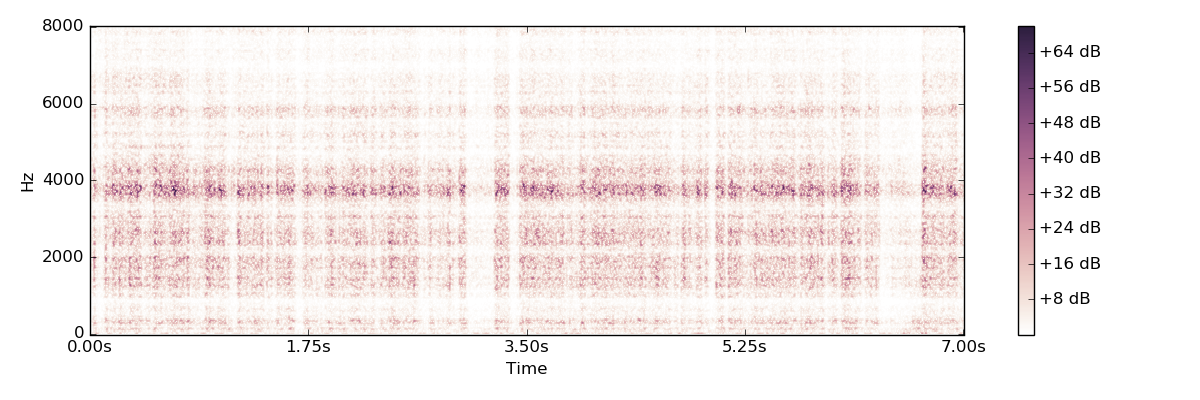 8000
6000
4000
2000
0
Hz
0.00s 1.75s 3.50s 5.25s 7.00s
Time
+64 dB
+56 dB
+48 dB
+40 dB
+32 dB
+24 dB
+16 dB
+8 dB